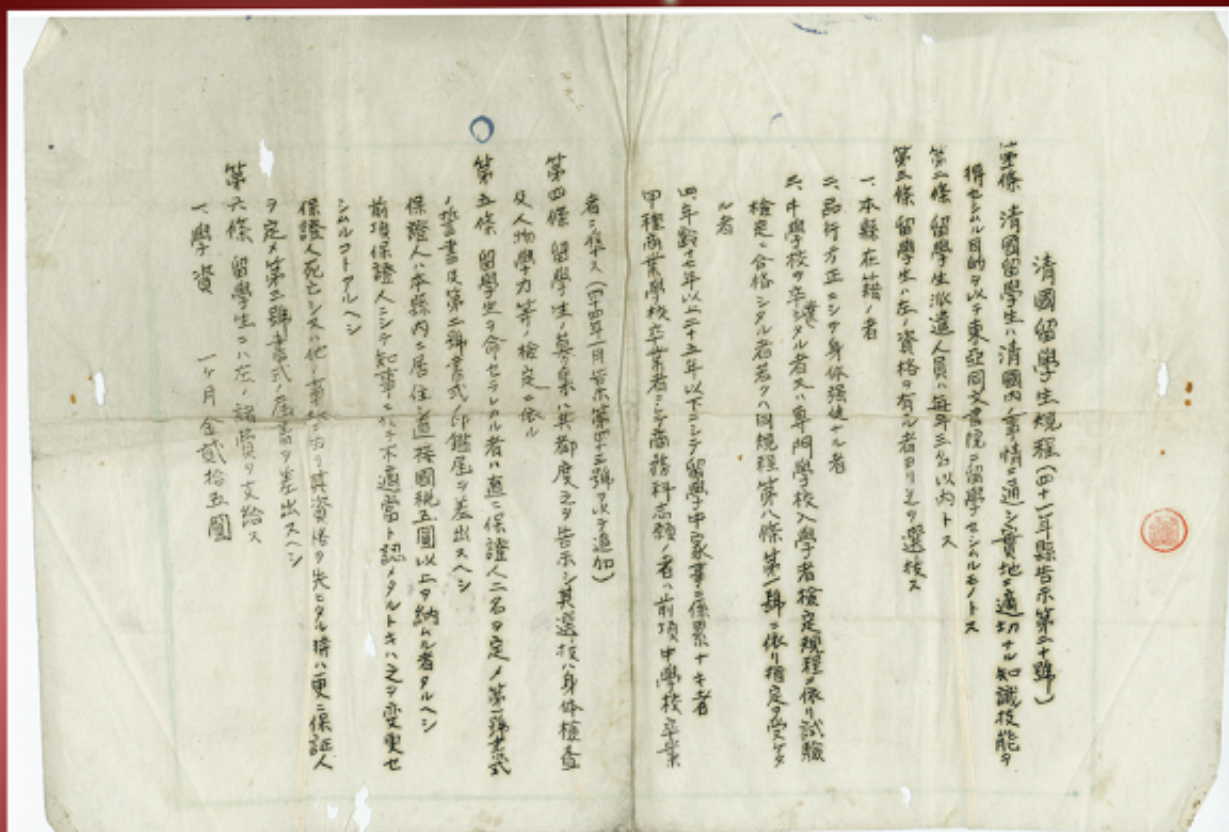 清國留學生規程(四十一年縣告示第二十號)
第壹條 清國留學生ハ清國内事ノ情ニ通シ實地ニ適切ナル知識技能ヲ
得セシムル目的ヲ以テ東亞同文書院ニ留學セシムルモノトス
第二條 留學生派遣人員ハ毎年三名以内トス
第三條 留學生ハ左ノ資格ヲ有ル者ヨリ之ヲ選拔ス
一、本縣在籍ノ者
二、品行方正ニシテ身体强健ナル者
三、中學校ヲ卒業シタル者又ハ專門學校入學者檢定規程ニ依リ試驗
檢定ニ合格シタル者若クハ同規程第八條第一號ニ依リ指定ヲ受ケタ
ル者
四、年齡十七年以上二十五年以下ニシテ留學中家事ニ係累ナキ者
甲種商業學校卒業者ニシテ商務科志願ノ者ハ前項中學校卒業
者ニ準ス(四十四年一月告示第四十三號ヲ以テ追加)
第四條 留學生ノ募集ハ其都度之ヲ告示シ其選拔ハ身体檢査
及人物學力等ノ檢定ニ依ル
第五條 留學生ヲ命セラレタル者ハ直ニ保證人二名ヲ定メ第一號書式
ノ誓書及第二號書式ノ印鑑届ヲ差出スヘシ
保證人ハ本縣内ニ居住シ直接國税五圓以上ヲ納ムル者タルヘシ
前項保證人ニシテ知事ニ於テ不適當ト認メタルトキハ之ヲ変更セ
シムルコトアルヘシ
保證人死亡シ又ハ他ノ事故ニ由リ其資格ヲ失ヒタル時ハ更ニ保証人
ヲ定メ第二號書式ノ届書ヲ差出スヘシ
第六條 留學生ニハ左ノ諸費ヲ支給ス
一、學資 一ケ月金貳拾五圓